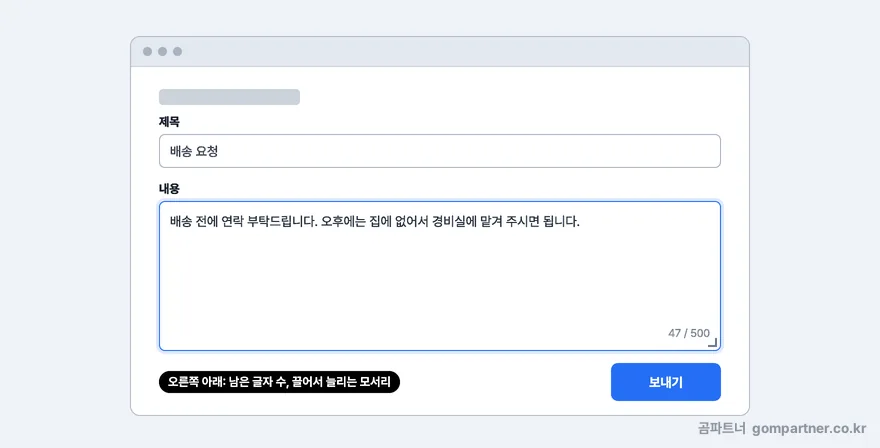 제목
배송 요청
내용
배송 전에 연락 부탁드립니다. 오후에는 집에 없어서 경비실에 맡겨 주시면 됩니다.
47 / 500
오른쪽 아래: 남은 글자 수, 끌어서 늘리는 모서리
보내기
곰파트너 gompartner.co.kr